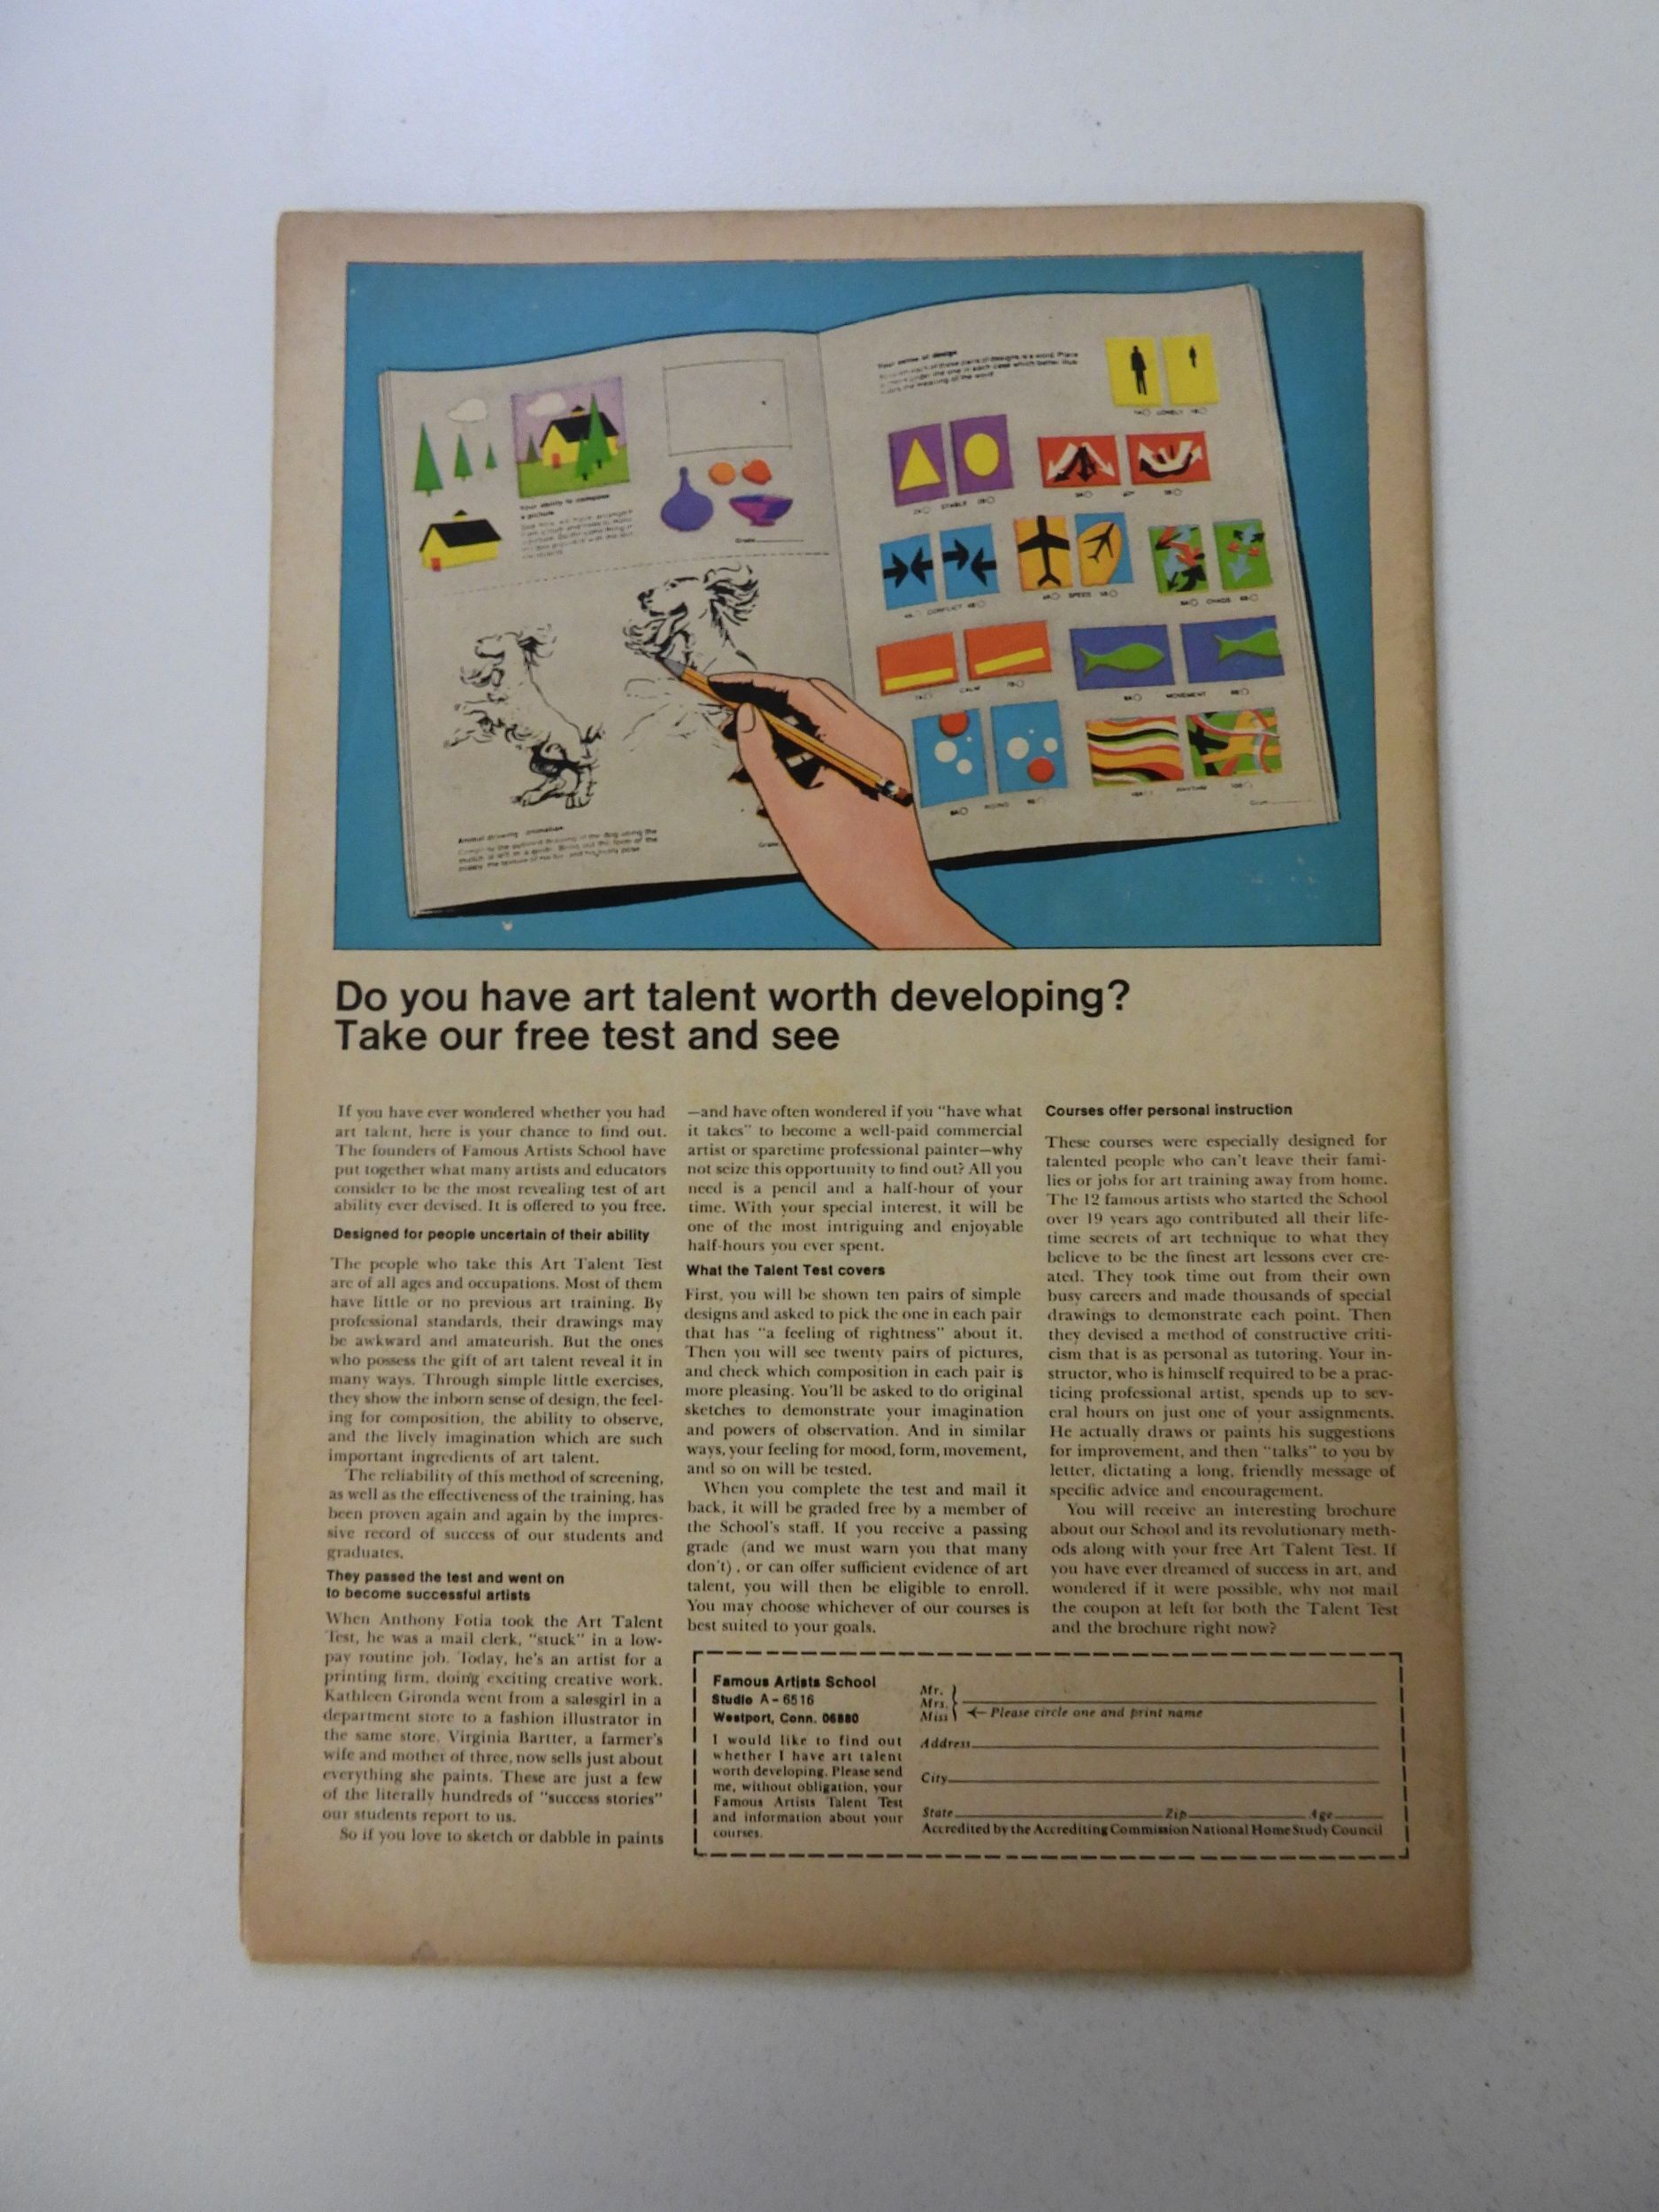 Your sense of design
LONELY
STABLE
CONFLICT
SPEED
CHAOS
CALM
MOVEMENT
RISING
Your ability to compose
a picture
Grade
Animal drawing
Do you have art talent worth developing?
Take our free test and see
If you have ever wondered whether you had
art talent, here is your chance to find out.
The founders of Famous Artists School have
put together what many artists and educators
consider to be the most revealing test of art
ability ever devised. It is offered to you free.
Designed for people uncertain of their ability
The people who take this Art Talent Test
are of all ages and occupations. Most of them
have little or no previous art training. By
professional standards, their drawings may
be awkward and amateurish. But the ones
who possess the gift of art talent reveal it in
many ways. Through simple little exercises,
they show the inborn sense of design, the feel-
ing for composition, the ability to observe,
and the lively imagination which are such
important ingredients of art talent.
The reliability of this method of screening,
as well as the effectiveness of the training, has
been proven again and again by the impres-
sive record of success of our students and
graduates.
They passed the test and went on
to become successful artists
When Anthony Fotia took the Art Talent
Test, he was a mail clerk, "stuck" in a low-
pay routine job. Today, he's an artist for a
printing firm, doing exciting creative work.
Kathleen Gironda went from a salesgirl in a
department store to a fashion illustrator in
the same store. Virginia Bartter, a farmer's
wife and mother of three, now sells just about
everything she paints. These are just a few
of the literally hundreds of "success stories"
our students report to us.
So if you love to sketch or dabble in paints
—and have often wondered if you "have what
it takes" to become a well-paid commercial
artist or sparetime professional painter—why
not seize this opportunity to find out? All you
need is a pencil and a half-hour of your
time. With your special interest, it will be
one of the most intriguing and enjoyable
half-hours you ever spent.
What the Talent Test covers
First, you will be shown ten pairs of simple
designs and asked to pick the one in each pair
that has "a feeling of rightness" about it.
Then you will see twenty pairs of pictures,
and check which composition in each pair is
more pleasing. You'll be asked to do original
sketches to demonstrate your imagination
and powers of observation. And in similar
ways, your feeling for mood, form, movement,
and so on will be tested.
When you complete the test and mail it
back, it will be graded free by a member of
the School's staff. If you receive a passing
grade (and we must warn you that many
don't), or can offer sufficient evidence of art
talent, you will then be eligible to enroll.
You may choose whichever of our courses is
best suited to your goals.
Courses offer personal instruction
These courses were especially designed for
talented people who can't leave their fami-
lies or jobs for art training away from home.
The 12 famous artists who started the School
over 19 years ago contributed all their life-
time secrets of art technique to what they
believe to be the finest art lessons ever cre-
ated. They took time out from their own
busy careers and made thousands of special
drawings to demonstrate each point. Then
they devised a method of constructive criti-
cism that is as personal as tutoring. Your in-
structor, who is himself required to be a prac-
ticing professional artist, spends up to sev-
eral hours on just one of your assignments.
He actually draws or paints his suggestions
for improvement, and then "talks" to you by
letter, dictating a long, friendly message of
specific advice and encouragement.
You will receive an interesting brochure
about our School and its revolutionary meth-
ods along with your free Art Talent Test. If
you have ever dreamed of success in art, and
wondered if it were possible, why not mail
the coupon at left for both the Talent Test
and the brochure right now?
Famous Artists School
Studio A-6516
Westport, Conn. 06880
I would like to find out
whether I have art talent
worth developing. Please send
me, without obligation, your
Famous Artists Talent Test
and information about your
courses.
Mr.
Mrs.
Miss
Please circle one and print name
Address
City
State Zip Age
Accredited by the Accrediting Commission National Home Study Council